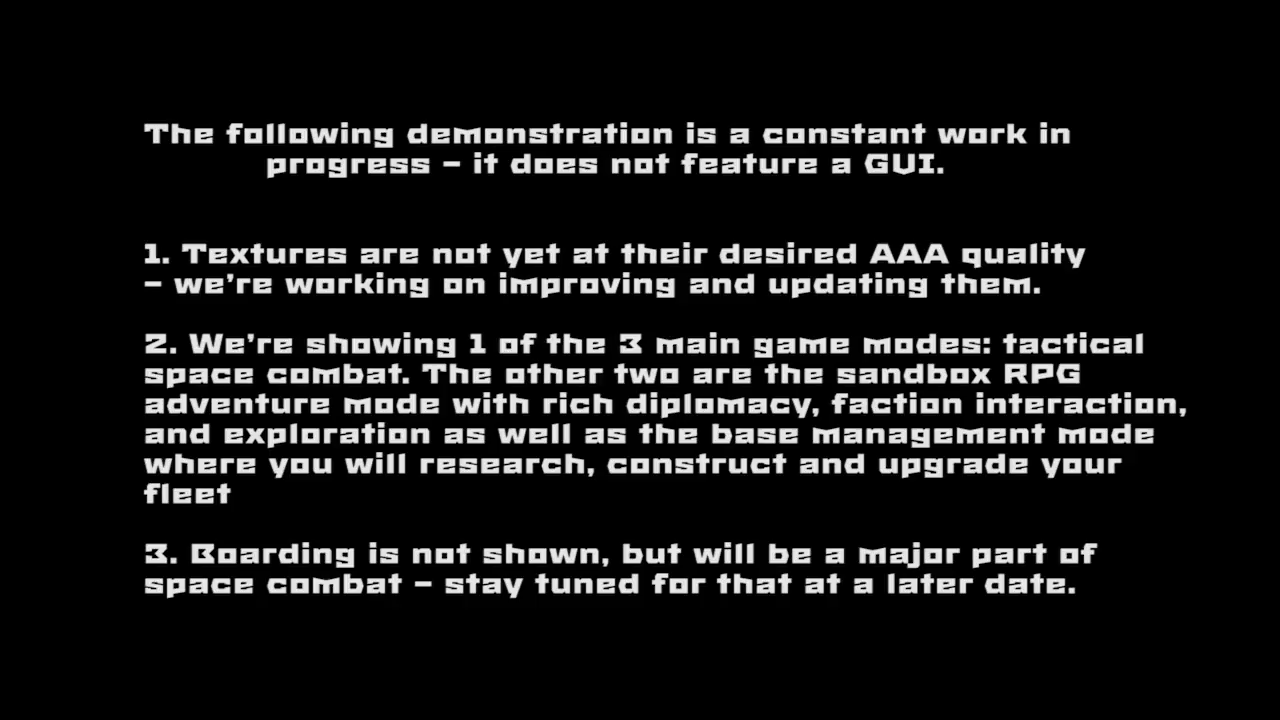 The following demonstration is a constant work in
progress – it does not feature a GUI.
1. Textures are not yet at their desired AAA quality
– we're working on improving and updating them.
2. We're showing 1 of the 3 main game modes: tactical
space combat. The other two are the sandbox RPG
adventure mode with rich diplomacy, faction interaction,
and exploration as well as the base management mode
where you will research, construct and upgrade your
fleet
3. Boarding is not shown, but will be a major part of
space combat – stay tuned for that at a later date.